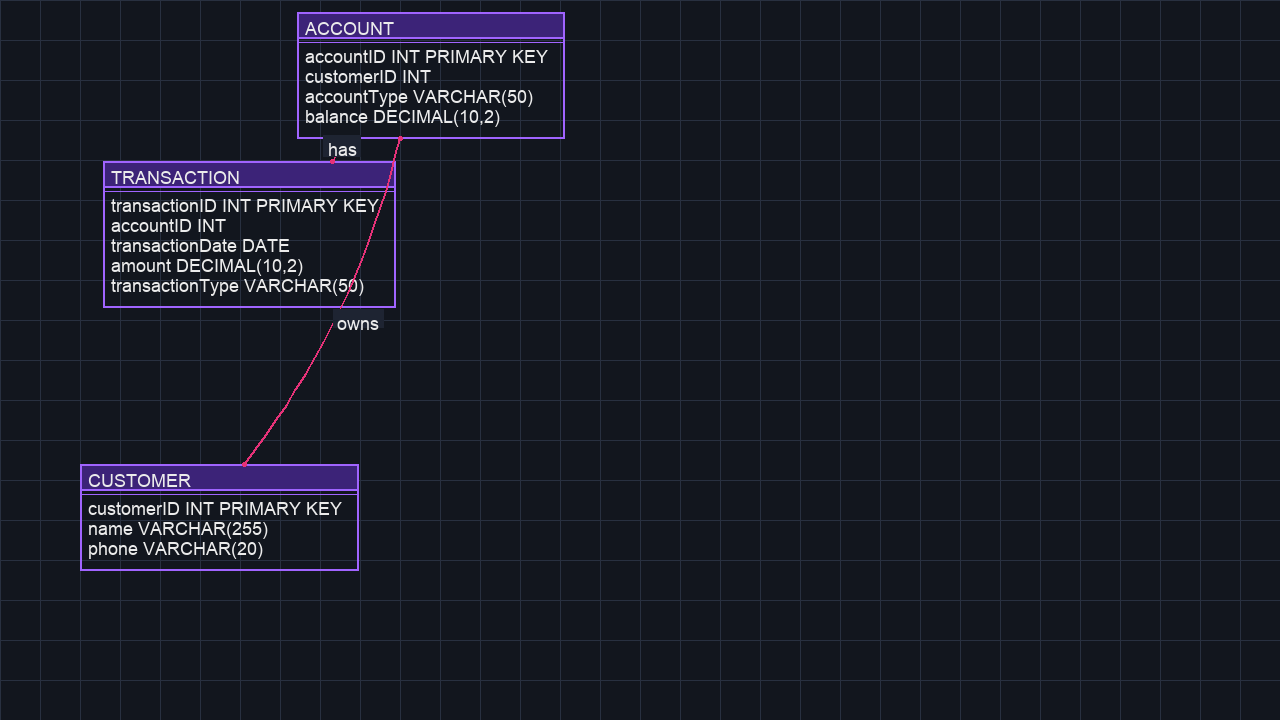 ACCOUNT
accountID INT PRIMARY KEY
customerID INT
accountType VARCHAR(50)
balance DECIMAL(10,2)
has
TRANSACTION
transactionID INT PRIMARY KEY
accountID INT
transactionDate DATE
amount DECIMAL(10,2)
transactionType VARCHAR(50)
owns
CUSTOMER
customerID INT PRIMARY KEY
name VARCHAR(255)
phone VARCHAR(20)